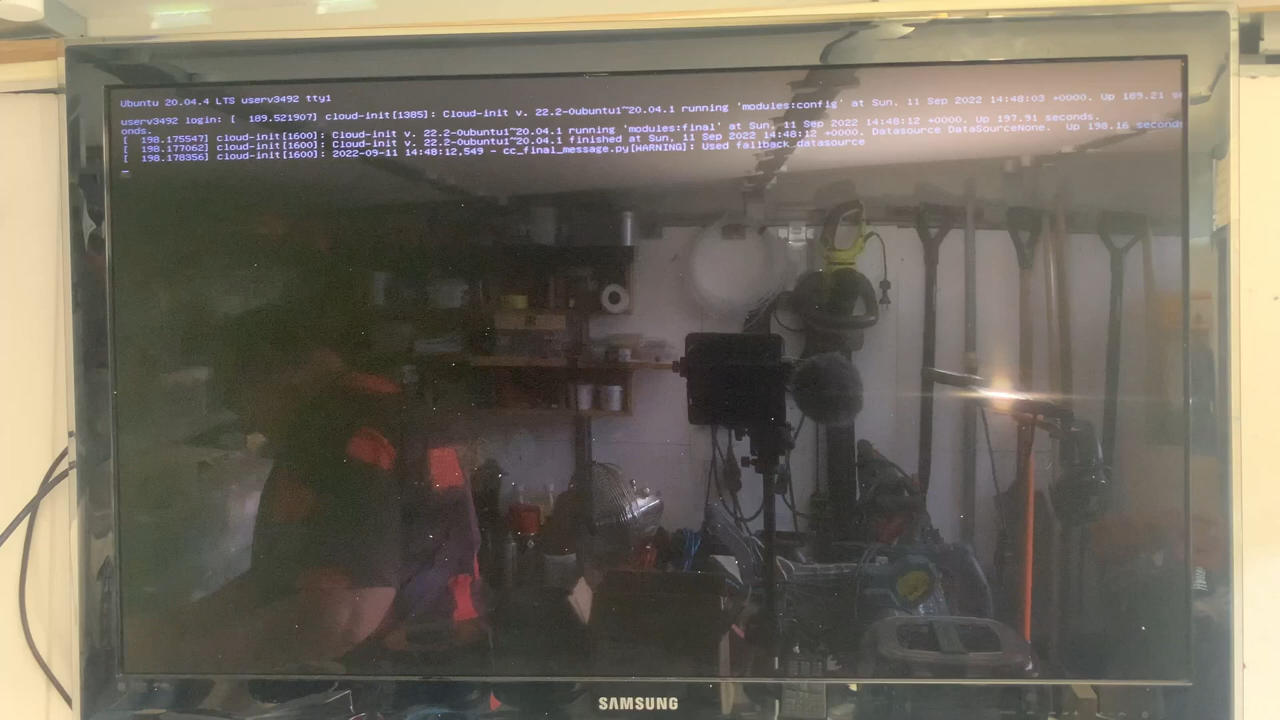 Ubuntu 20.04.4 LTS userv3492 tty1
userv3492 login: [  189.521907] cloud-init[1385]: Cloud-init v. 22.2-0ubuntu1~20.04.1 running 'modules:config' at Sun, 11 Sep 2022 14:48:03 +0000. Up 189.21 se
onds.
[  198.175547] cloud-init[1600]: Cloud-init v. 22.2-0ubuntu1~20.04.1 running 'modules:final' at Sun, 11 Sep 2022 14:48:12 +0000. Up 197.91 seconds.
[  198.177062] cloud-init[1600]: Cloud-init v. 22.2-0ubuntu1~20.04.1 finished at Sun, 11 Sep 2022 14:48:12 +0000. Datasource DataSourceNone.  Up 198.16 seconds
[  198.178356] cloud-init[1600]: 2022-09-11 14:48:12,549 - cc_final_message.py[WARNING]: Used fallback datasource
SAMSUNG